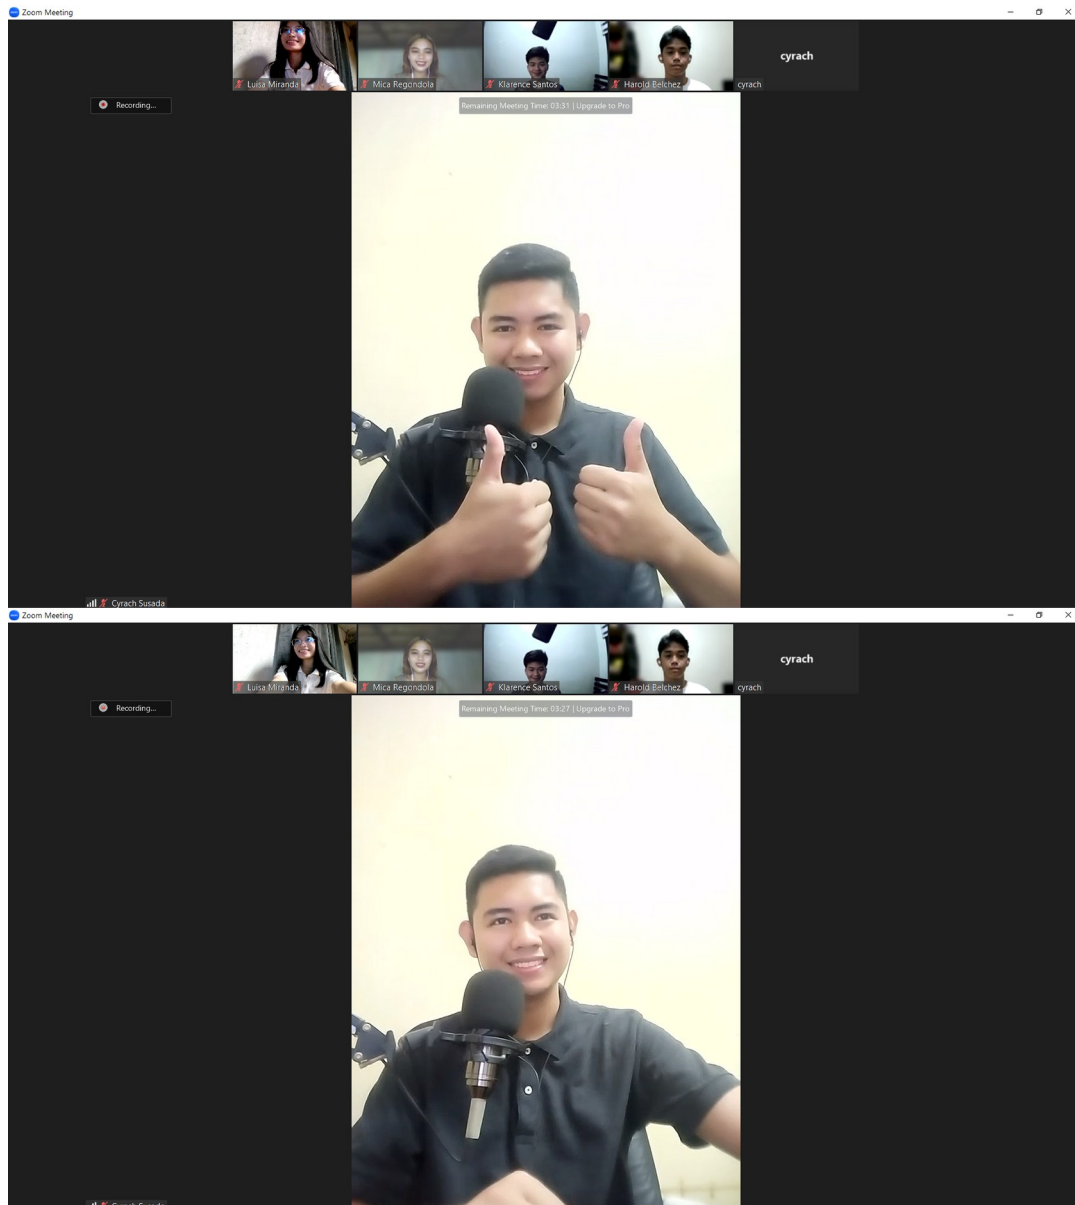 Zoom Meeting
cyrach
Luisa Miranda
Mica Regondola
Klarence Santos
Harold Belchez
cyrach
Recording...
Remaining Meeting Time: 03:31 | Upgrade to Pro
Cyrach Susada
Zoom Meeting
cyrach
Luisa Miranda
Mica Regondola
Klarence Santos
Harold Belchez
cyrach
Recording...
Remaining Meeting Time: 03:27 | Upgrade to Pro
Cyrach Susada